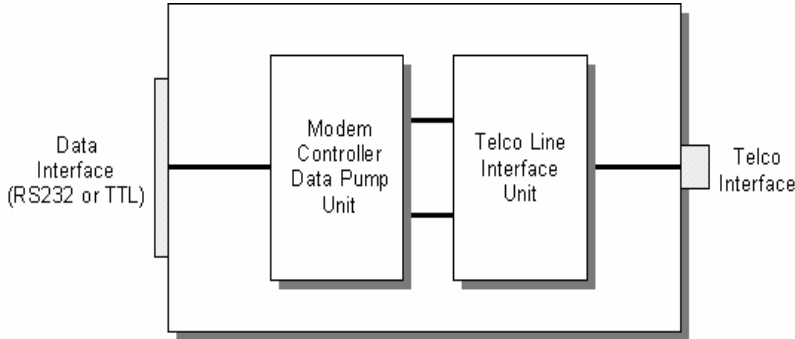 Data
Interface
(RS232 or TTL)
Modem
Controller
Data Pump
Unit
Telco Line
Interface
Unit
Telco
Interface